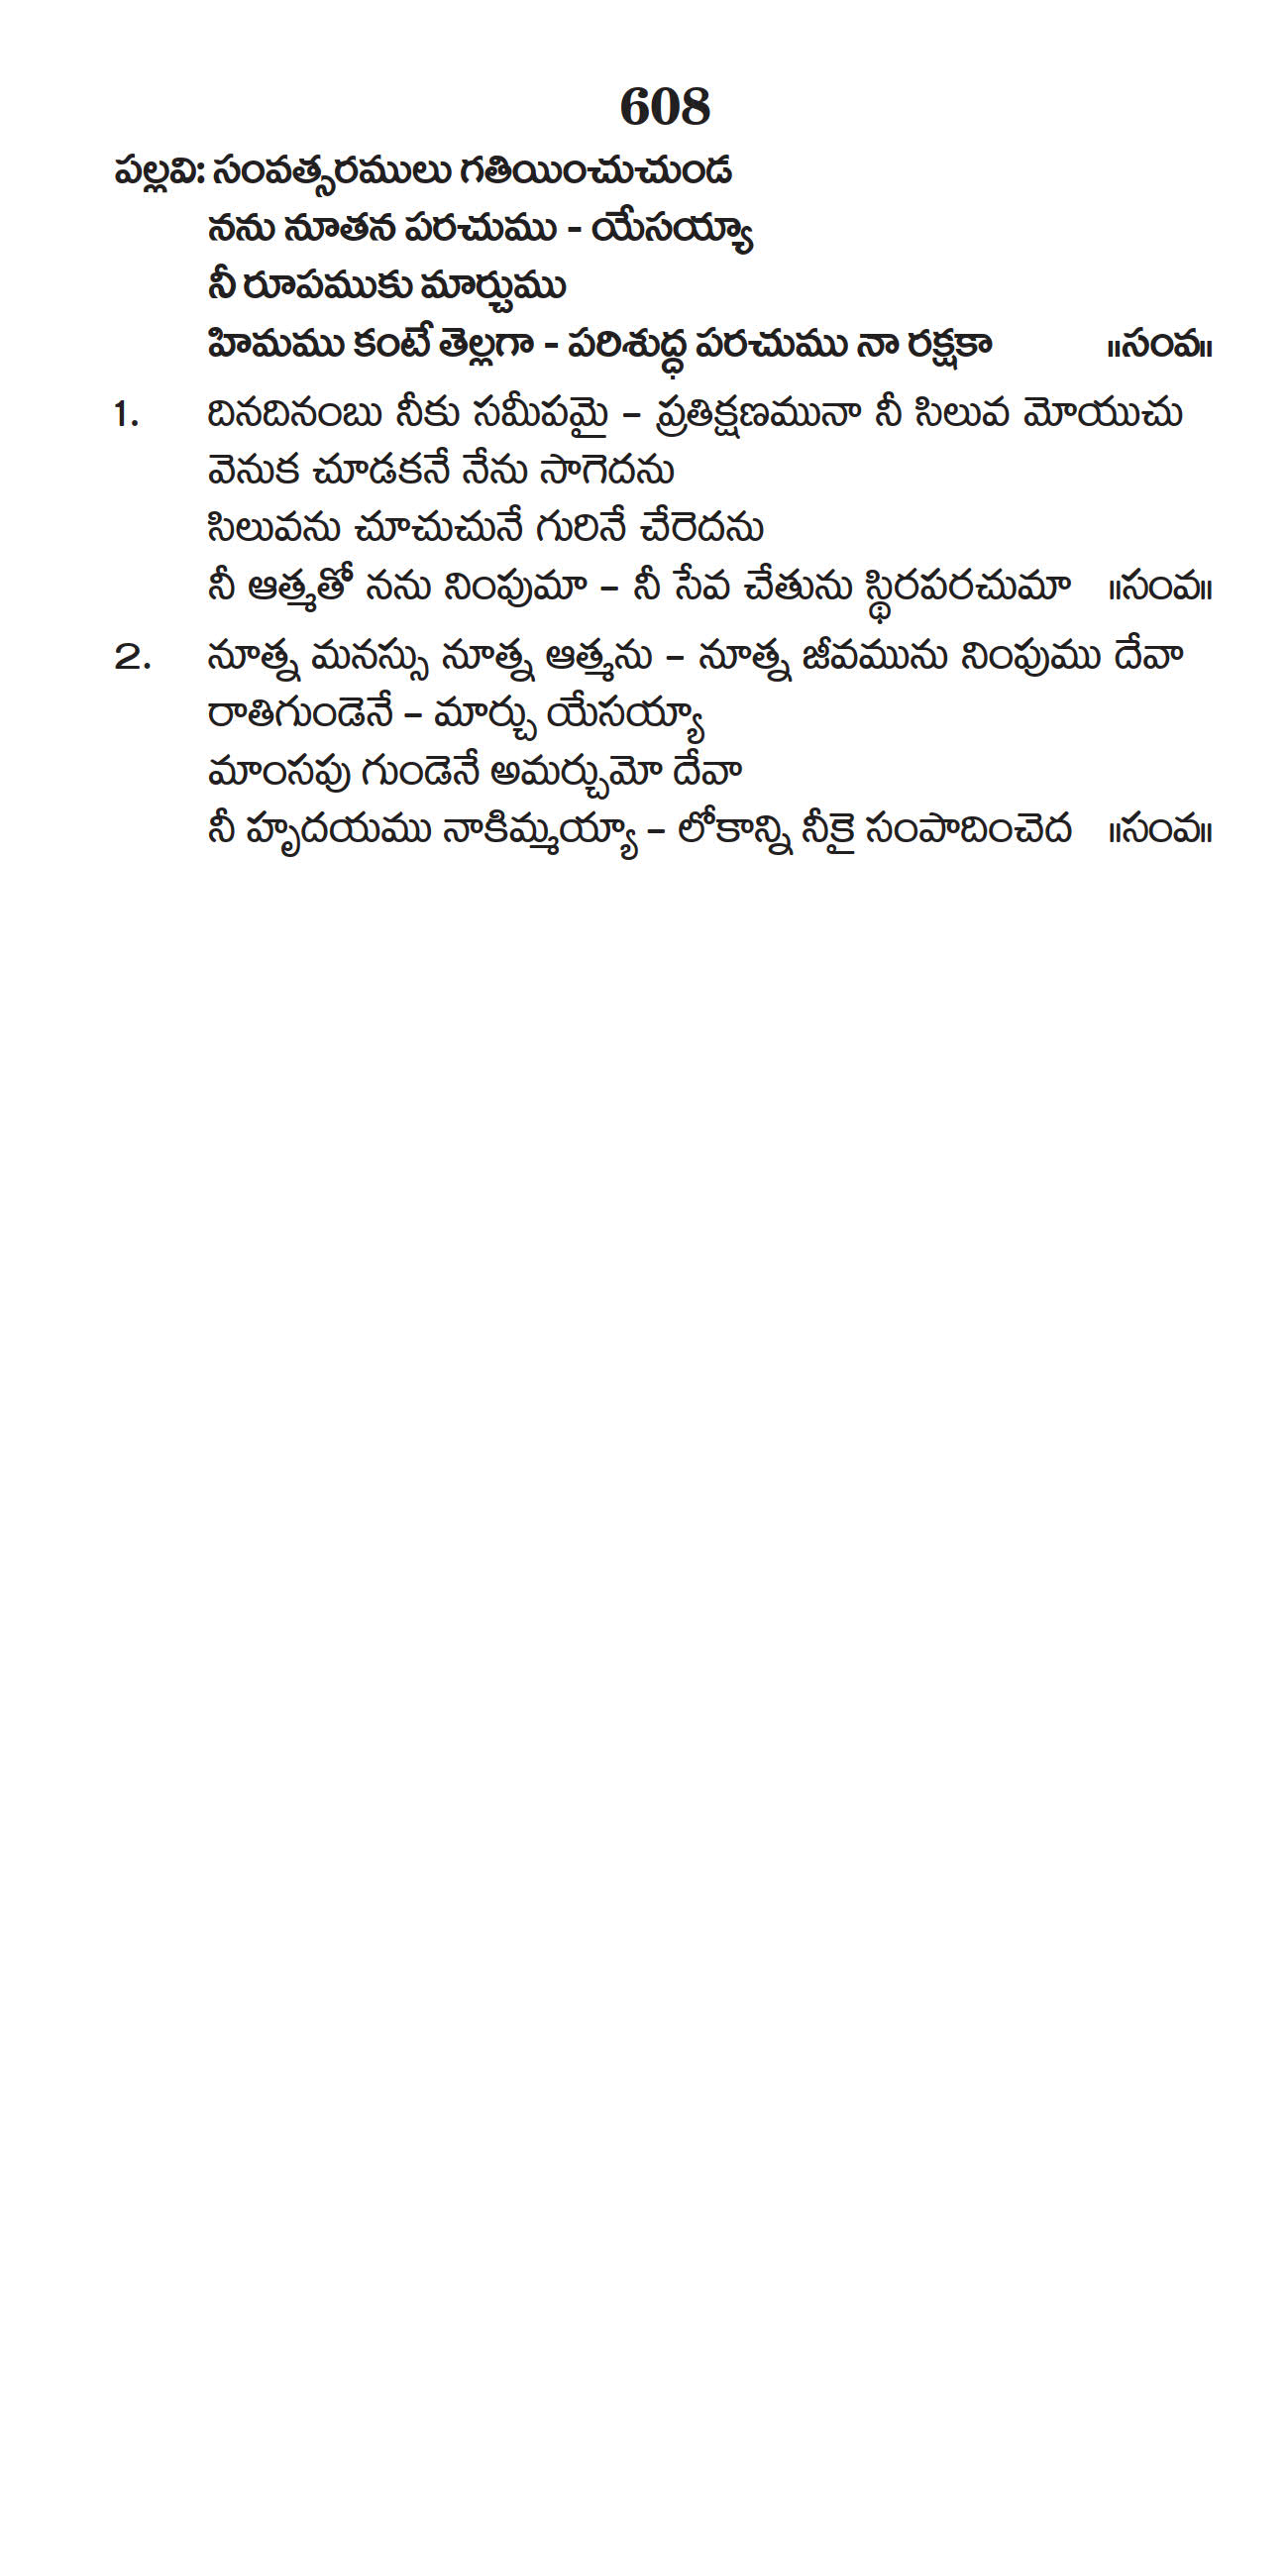 608
పల్లవి: సంవత్సరములు గతియించుచుండ
నను నూతన పరచుము - యేసయ్యా
నీ రూపముకు మార్చుము
హిమము కంటే తెల్లగా - పరిశుద్ధ పరచుము నా రక్షకా ॥సంవ॥
1. దినదినంబు నీకు సమీపమై – ప్రతిక్షణమునా నీ సిలువ మోయుచు
వెనుక చూడకనే నేను సాగెదను
సిలువను చూచుచునే గురినే చేరెదను
నీ ఆత్మతో నను నింపుమా – నీ సేవ చేతును స్థిరపరచుమా ॥సంవ॥
2. నూత్న మనస్సు నూత్న ఆత్మను – నూత్న జీవమును నింపుము దేవా
రాతిగుండెనే – మార్చు యేసయ్యా
మాంసపు గుండెనే అమర్చుమో దేవా
నీ హృదయము నాకిమ్మయ్యా – లోకాన్ని నీకై సంపాదించెద ॥సంవ॥